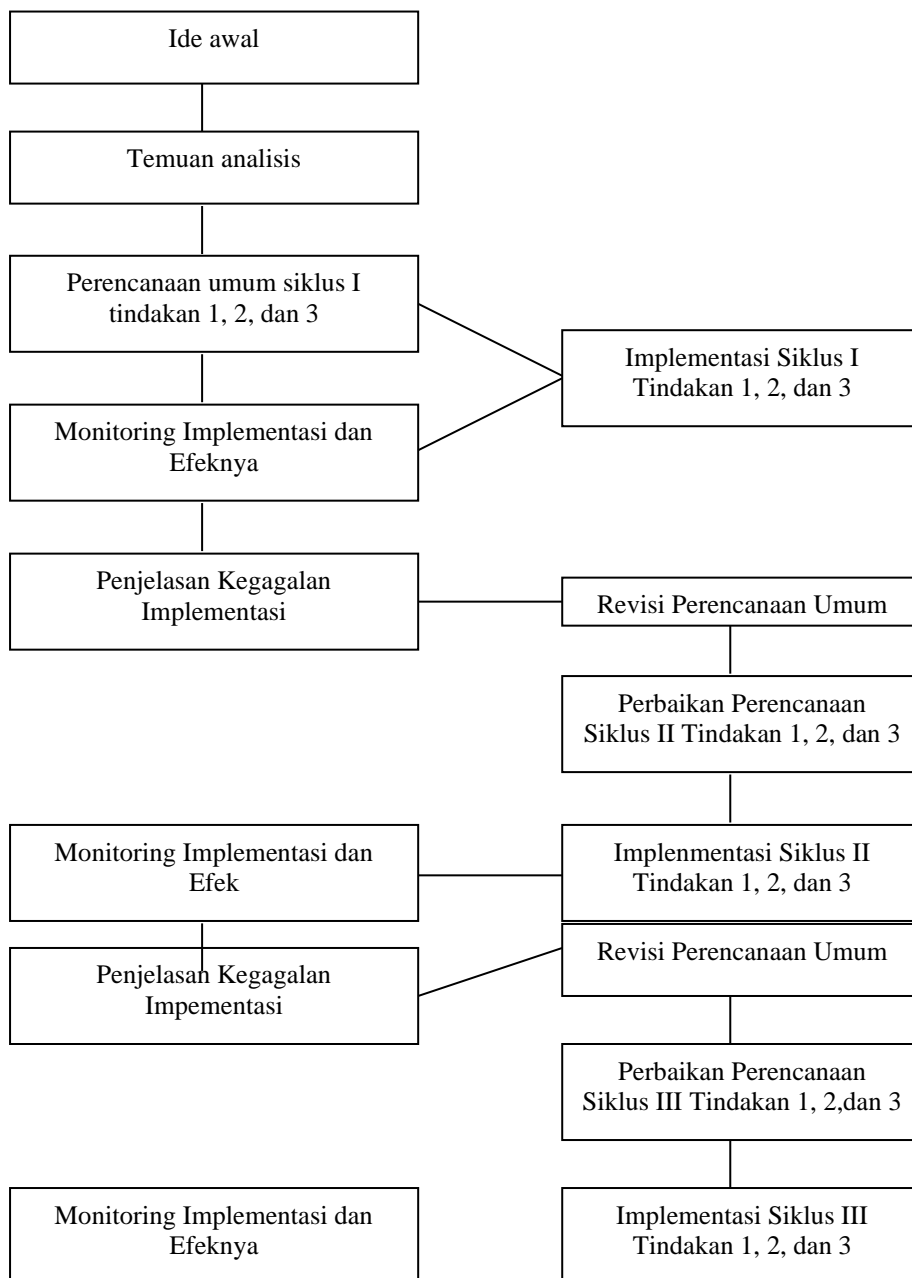 Ide awal
Temuan analisis
Perencanaan umum siklus I
tindakan 1, 2, dan 3
Implementasi Siklus I
Tindakan 1, 2, dan 3
Monitoring Implementasi dan
Efeknya
Penjelasan Kegagalan
Implementasi
Revisi Perencanaan Umum
Perbaikan Perencanaan
Siklus II Tindakan 1, 2, dan 3
Monitoring Implementasi dan
Efek
Implenmentasi Siklus II
Tindakan 1, 2, dan 3
Penjelasan Kegagalan
Impementasi
Revisi Perencanaan Umum
Perbaikan Perencanaan
Siklus III Tindakan 1, 2,dan 3
Monitoring Implementasi dan
Efeknya
Implementasi Siklus III
Tindakan 1, 2, dan 3